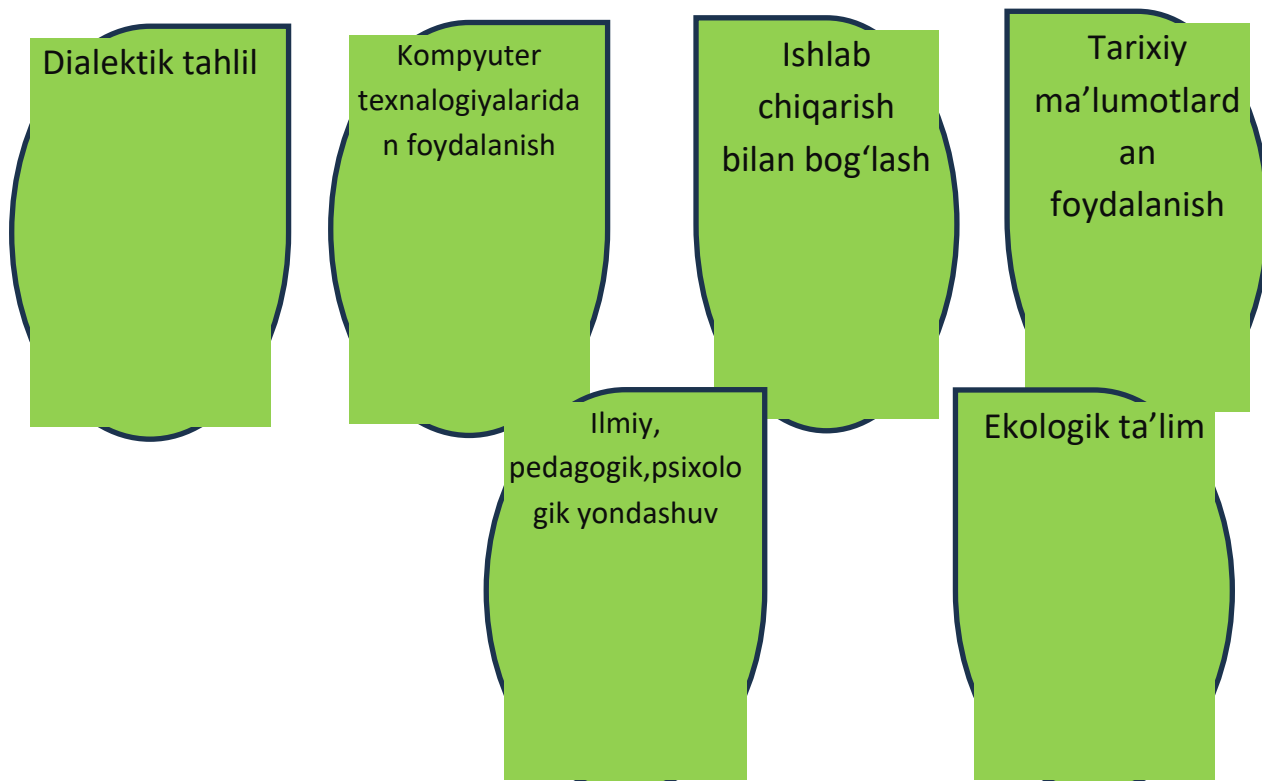 Dialektik tahlil
Kompyuter
texnalogiyalarida
n foydalanish
Ishlab
chiqarish
bilan bog‘lash
Tarixiy
ma’lumotlard
an
foydalanish
Ilmiy,
pedagogik,psixolo
gik yondashuv
Ekologik ta’lim